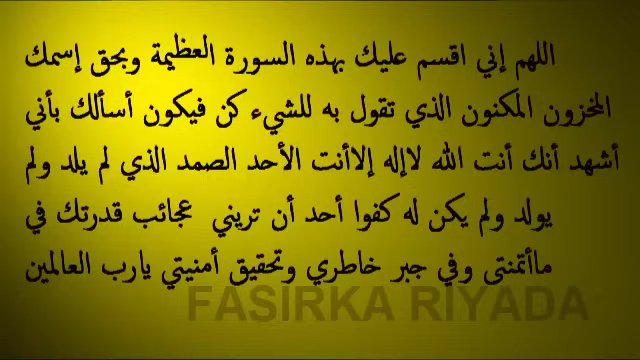 اللهم إني اقسم عليك بهذه السورة العظيمة وبحق إسمك
المخزون المكنون الذي تقول به للشيء كن فيكون أسألك بأني
أشهد أنك أنت الله لاإله إلاأنت الأحد الصمد الذي لم يلد ولم
يولد ولم يكن له كفوا أحد أن تريني عجائب قدرتك في
ماأتمنتى وفي جبر خاطري وتحقيق أمنيتي يارب العالمين
FASIRKA RIYADA